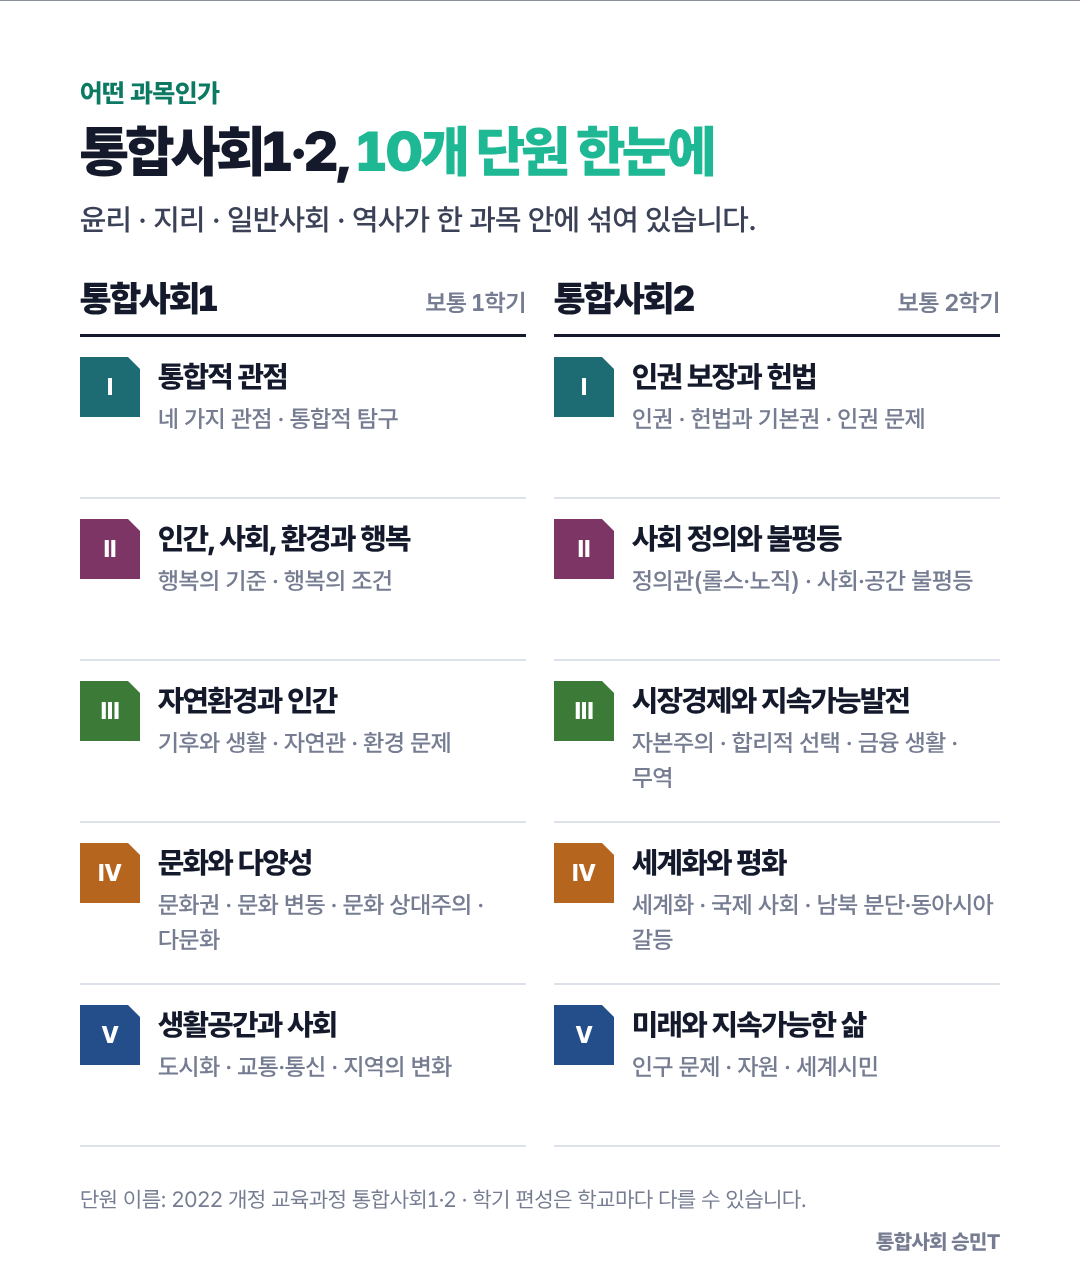 어떤 과목인가
통합사회1·2, 10개 단원 한눈에
윤리 · 지리 · 일반사회 · 역사가 한 과목 안에 섞여 있습니다.
통합사회1 보통 1학기
I 통합적 관점
네 가지 관점 · 통합적 탐구
II 인간, 사회, 환경과 행복
행복의 기준 · 행복의 조건
III 자연환경과 인간
기후와 생활 · 자연관 · 환경 문제
IV 문화와 다양성
문화권 · 문화 변동 · 문화 상대주의 ·
다문화
V 생활공간과 사회
도시화 · 교통·통신 · 지역의 변화
통합사회2 보통 2학기
I 인권 보장과 헌법
인권 · 헌법과 기본권 · 인권 문제
II 사회 정의와 불평등
정의관(롤스·노직) · 사회·공간 불평등
III 시장경제와 지속가능발전
자본주의 · 합리적 선택 · 금융 생활 ·
무역
IV 세계화와 평화
세계화 · 국제 사회 · 남북 분단·동아시아
갈등
V 미래와 지속가능한 삶
인구 문제 · 자원 · 세계시민
단원 이름: 2022 개정 교육과정 통합사회1·2 · 학기 편성은 학교마다 다를 수 있습니다.
통합사회 승민T